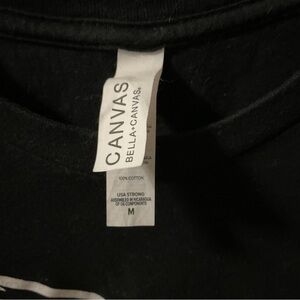 CANVAS
BELLA+CANVAS.
100% COTTON
USA STRONG
ASSEMBLED IN NICARAGUA
OF US COMPONENTS
M